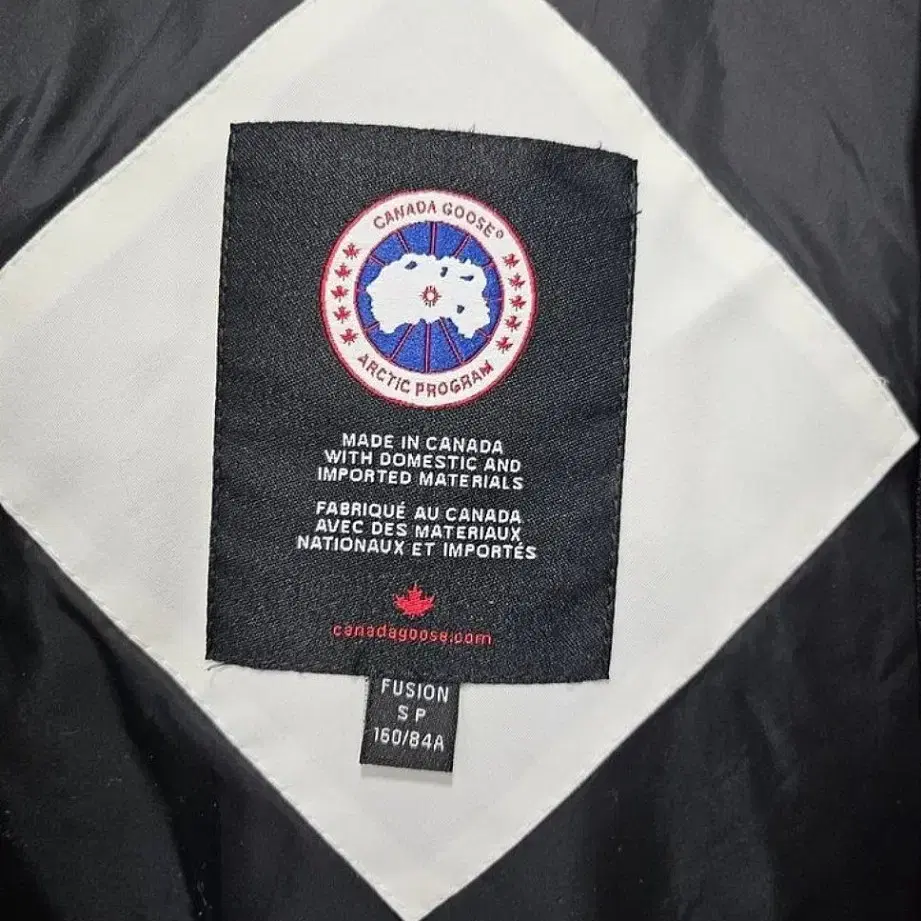 CANADA GOOSE®
ARCTIC PROGRAM
MADE IN CANADA
WITH DOMESTIC AND
IMPORTED MATERIALS
FABRIQUÉ AU CANADA
AVEC DES MATERIAUX
NATIONAUX ET IMPORTÉS
canadagoose.com
FUSION
S P
160/84A